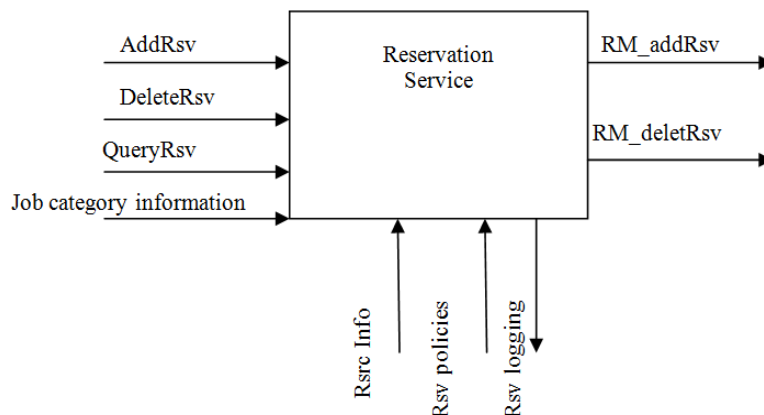 AddRsv
DeleteRsv
QueryRsv
Job category information
Reservation
Service
RM_addRsv
RM_deletRsv
Rsrc Info
Rsv policies
Rsv logging